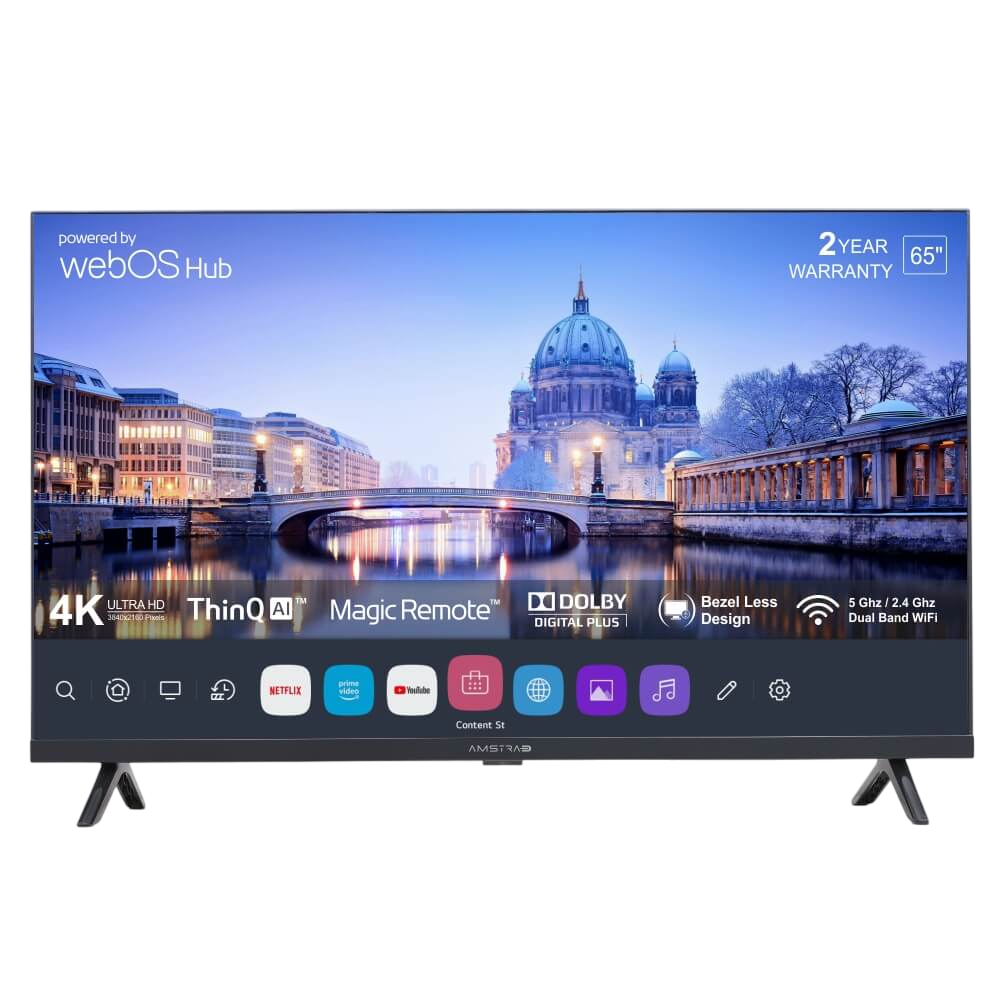 powered by
webOS Hub
2 YEAR
WARRANTY
65"
4K ULTRA HD
3840x2160 Pixels
ThinQ AI™
Magic Remote™
DOLBY
DIGITAL PLUS
Bezel Less
Design
5 Ghz / 2.4 Ghz
Dual Band WiFi
NETFLIX
prime
video
YouTube
Content St
AMSTRAD